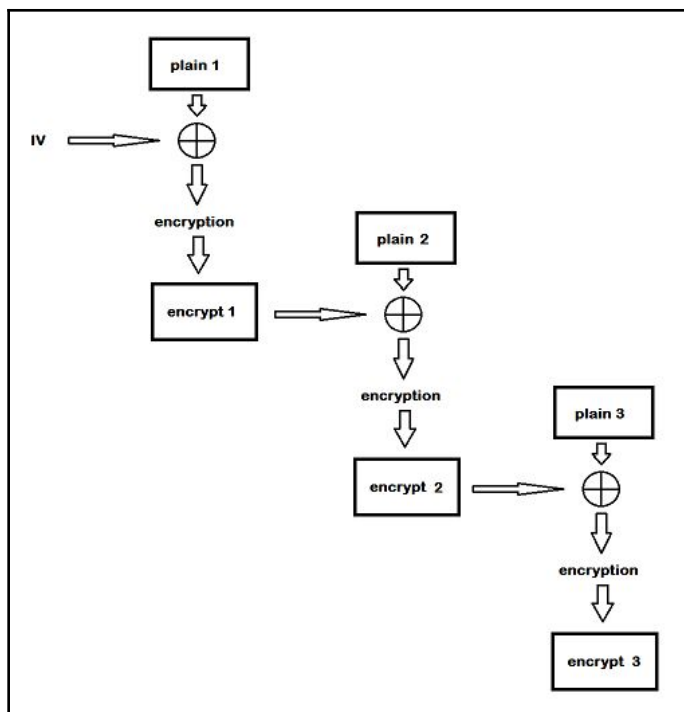 plain 1
IV
encryption
plain 2
encrypt 1
encryption
plain 3
encrypt 2
encryption
encrypt 3